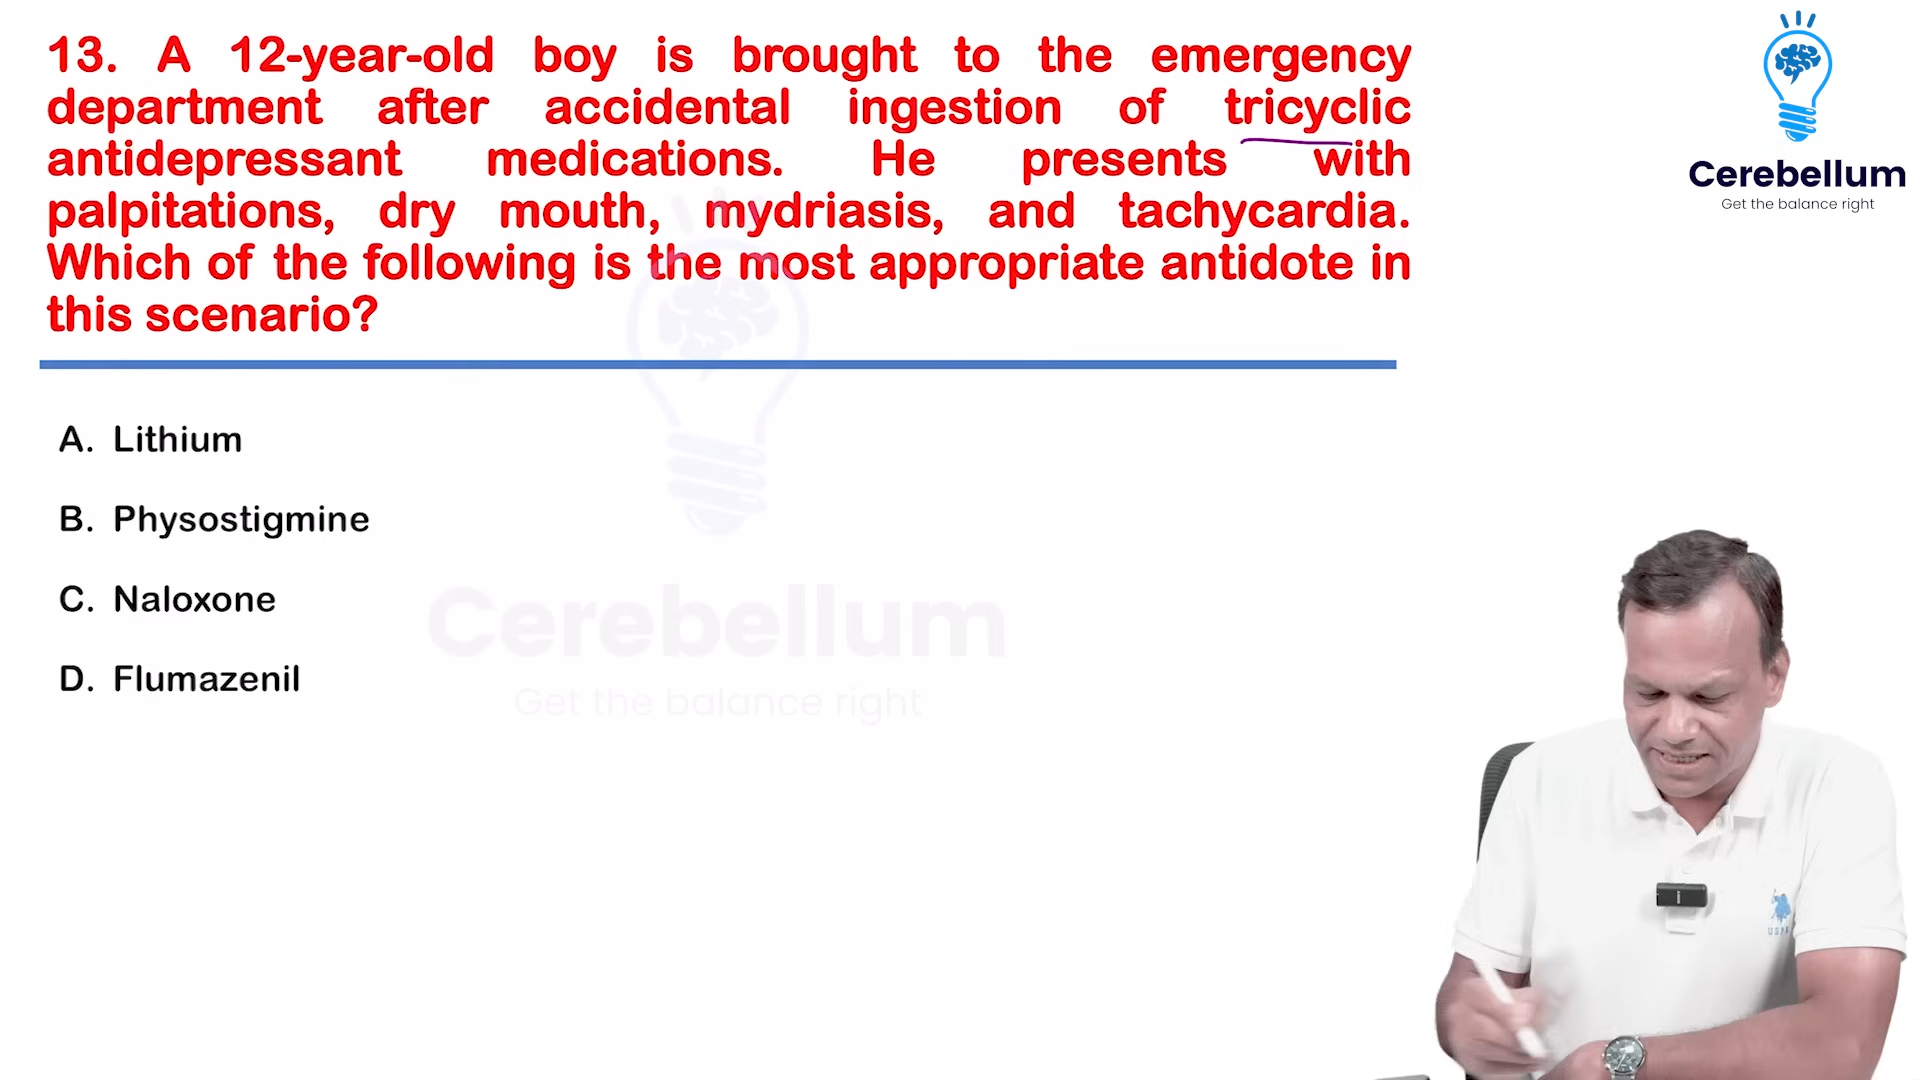 13. A 12-year-old boy is brought to the emergency
department after accidental ingestion of tricyclic
antidepressant medications. He presents with
palpitations, dry mouth, mydriasis, and tachycardia.
Which of the following is the most appropriate antidote in
this scenario?
A. Lithium
B. Physostigmine
C. Naloxone
D. Flumazenil
Cerebellum
Get the balance right
Cerebellum
Get the balance right